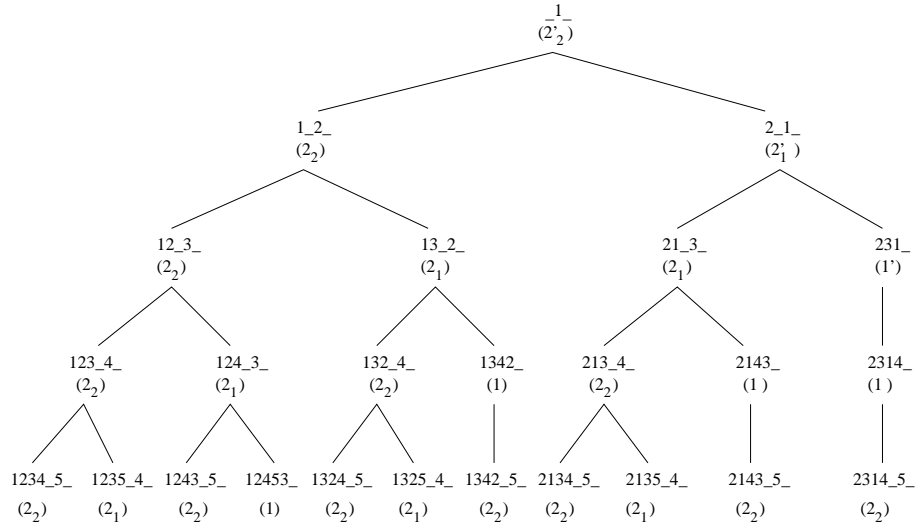 _1_
(2'₂)
1_2_ 2_1_
(2₂) (2'₁ )
12_3_ 13_2_ 21_3_ 231_
(2₂) (2₁) (2₁) (1')
123_4_ 124_3_ 132_4_ 1342_ 213_4_ 2143_ 2314_
(2₂) (2₁) (2₂) (1) (2₂) (1 ) (1 )
1234_5_ 1235_4_ 1243_5_ 12453_ 1324_5_ 1325_4_ 1342_5_ 2134_5_ 2135_4_ 2143_5_ 2314_5_
(2₂) (2₁) (2₂) (1) (2₂) (2₁) (2₂) (2₂) (2₁) (2₂) (2₂)